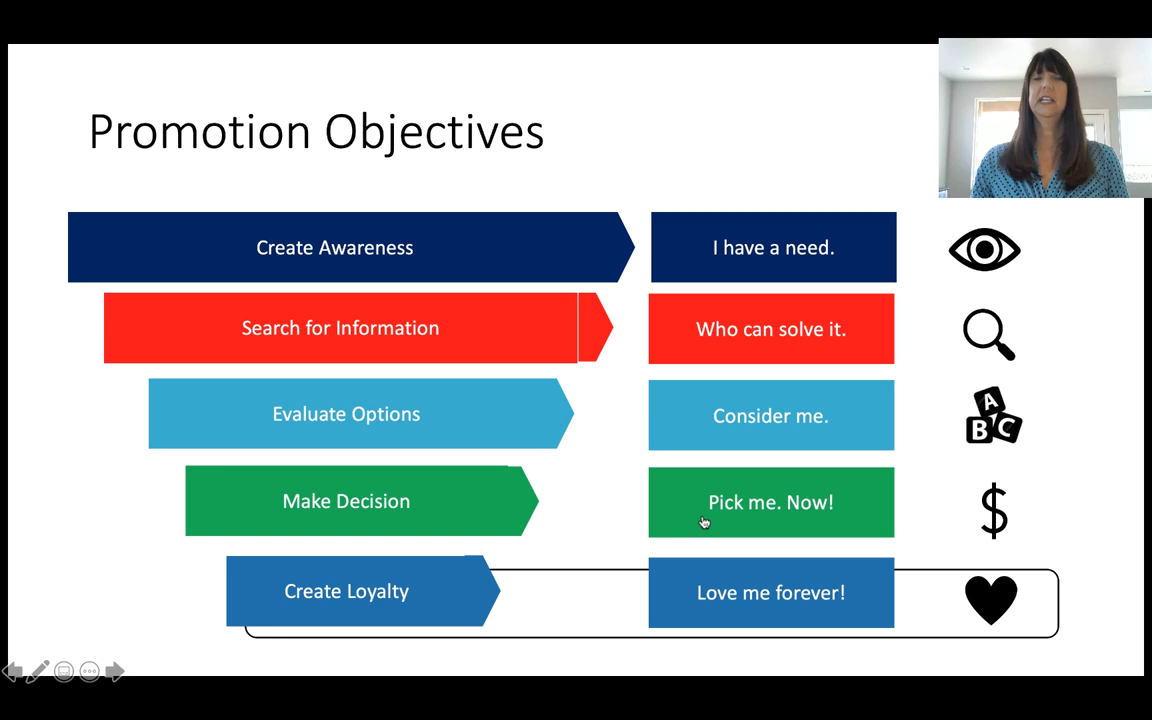 Promotion Objectives
Create Awareness
I have a need.
Search for Information
Who can solve it.
Evaluate Options
Consider me.
A
B C
Make Decision
Pick me. Now!
$
Create Loyalty
Love me forever!